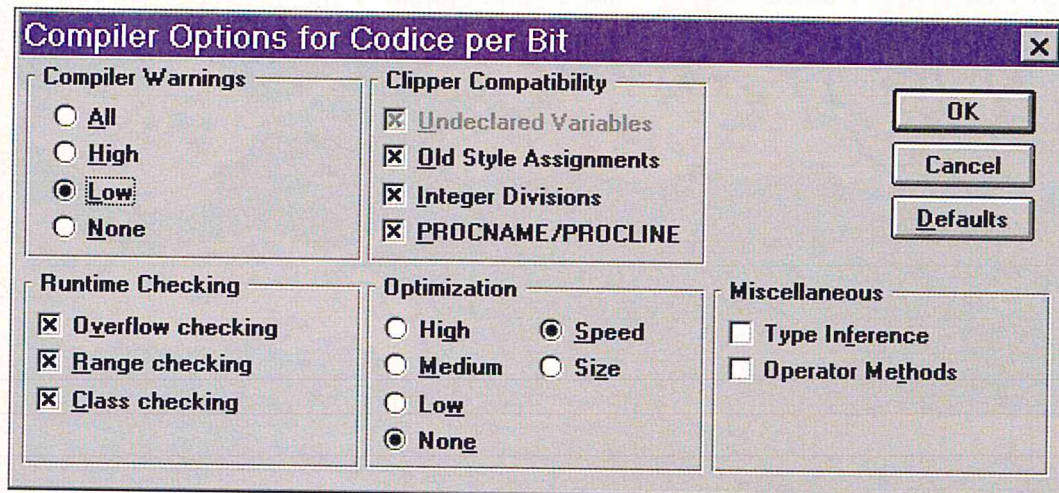 Compiler Options for Codice per Bit
Compiler Warnings
All
High
Low
None
Clipper Compatibility
Undeclared Variables
Old Style Assignments
Integer Divisions
PROCNAME/PROCLINE
OK
Cancel
Defaults
Runtime Checking
Overflow checking
Range checking
Class checking
Optimization
High
Medium
Low
None
Speed
Size
Miscellaneous
Type Inference
Operator Methods